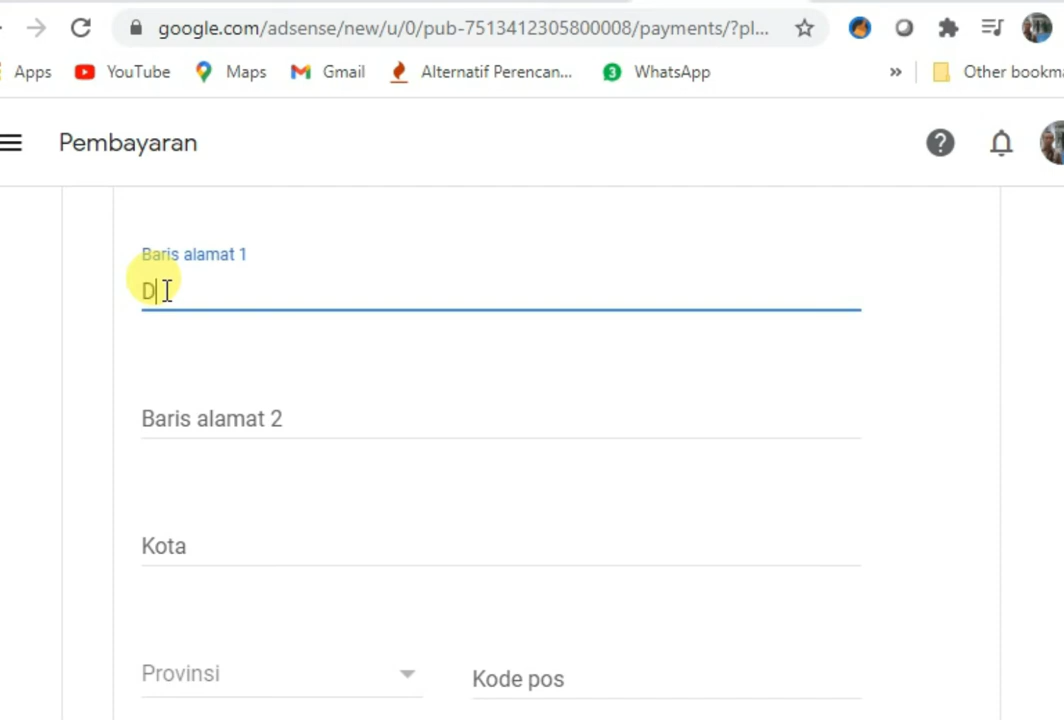 google.com/adsense/new/u/0/pub-7513412305800008/payments/?pl...
Apps YouTube Maps Gmail Alternatif Perencan... 3 WhatsApp » Other bookma
Pembayaran
Baris alamat 1
D
Baris alamat 2
Kota
Provinsi Kode pos